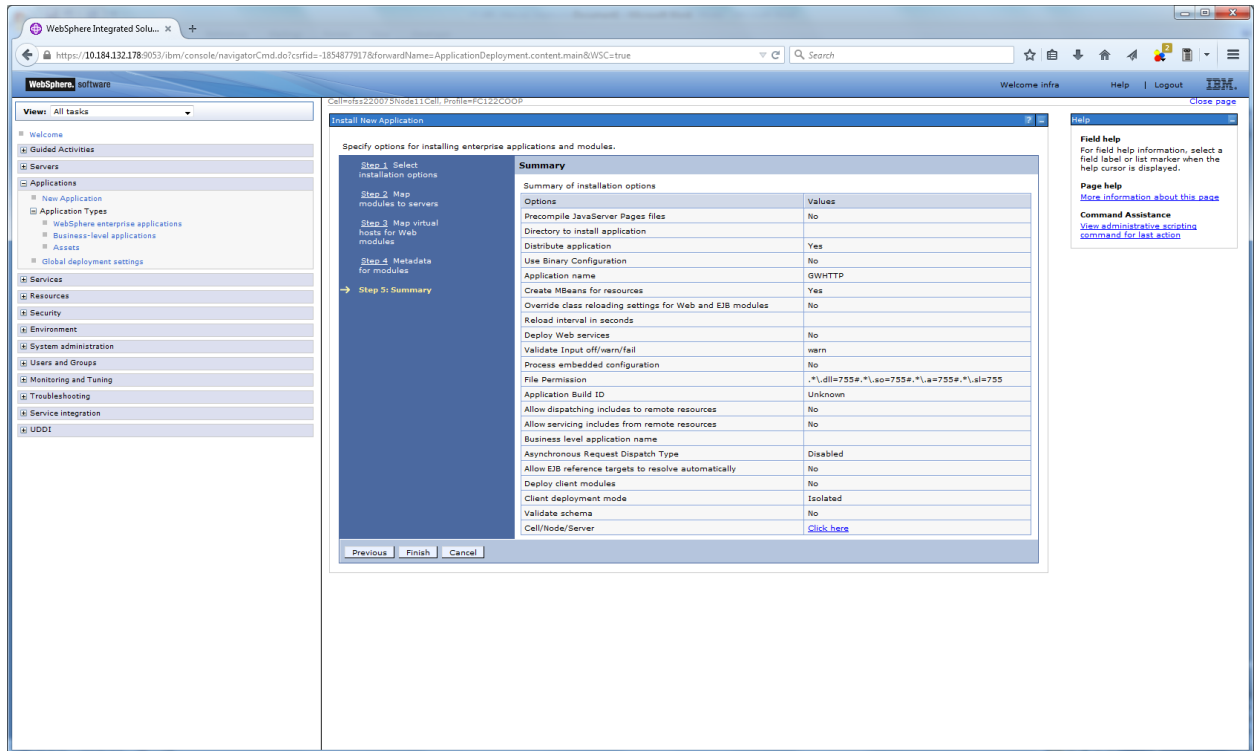 WebSphere Integrated Solu... × +
https://10.184.132.178:9053/ibm/console/navigatorCmd.do?csrfid=-1854877917&forwardName=ApplicationDeployment.content.main&WSC=true
Search
2
WebSphere. software
Welcome infra
Help | Logout
IBM.
View: All tasks
Welcome
Guided Activities
Servers
Applications
New Application
Application Types
WebSphere enterprise applications
Business-level applications
Assets
Global deployment settings
Services
Resources
Security
Environment
System administration
Users and Groups
Monitoring and Tuning
Troubleshooting
Service integration
UDDI
Cell=ofss220075Node11Cell, Profile=FC122COOP
Close page
Install New Application
? –
Specify options for installing enterprise applications and modules.
Step 1 Select
installation options
Step 2 Map
modules to servers
Step 3 Map virtual
hosts for Web
modules
Step 4 Metadata
for modules
→ Step 5: Summary
Summary
Summary of installation options
Options Values
Precompile JavaServer Pages files No
Directory to install application
Distribute application Yes
Use Binary Configuration No
Application name GWHTTP
Create MBeans for resources Yes
Override class reloading settings for Web and EJB modules No
Reload interval in seconds
Deploy Web services No
Validate Input off/warn/fail warn
Process embedded configuration No
File Permission .*\.dll=755#.*\.so=755#.*\.a=755#.*\.sl=755
Application Build ID Unknown
Allow dispatching includes to remote resources No
Allow servicing includes from remote resources No
Business level application name
Asynchronous Request Dispatch Type Disabled
Allow EJB reference targets to resolve automatically No
Deploy client modules No
Client deployment mode Isolated
Validate schema No
Cell/Node/Server Click here
Previous Finish Cancel
Help
Field help
For field help information, select a
field label or list marker when the
help cursor is displayed.
Page help
More information about this page
Command Assistance
View administrative scripting
command for last action